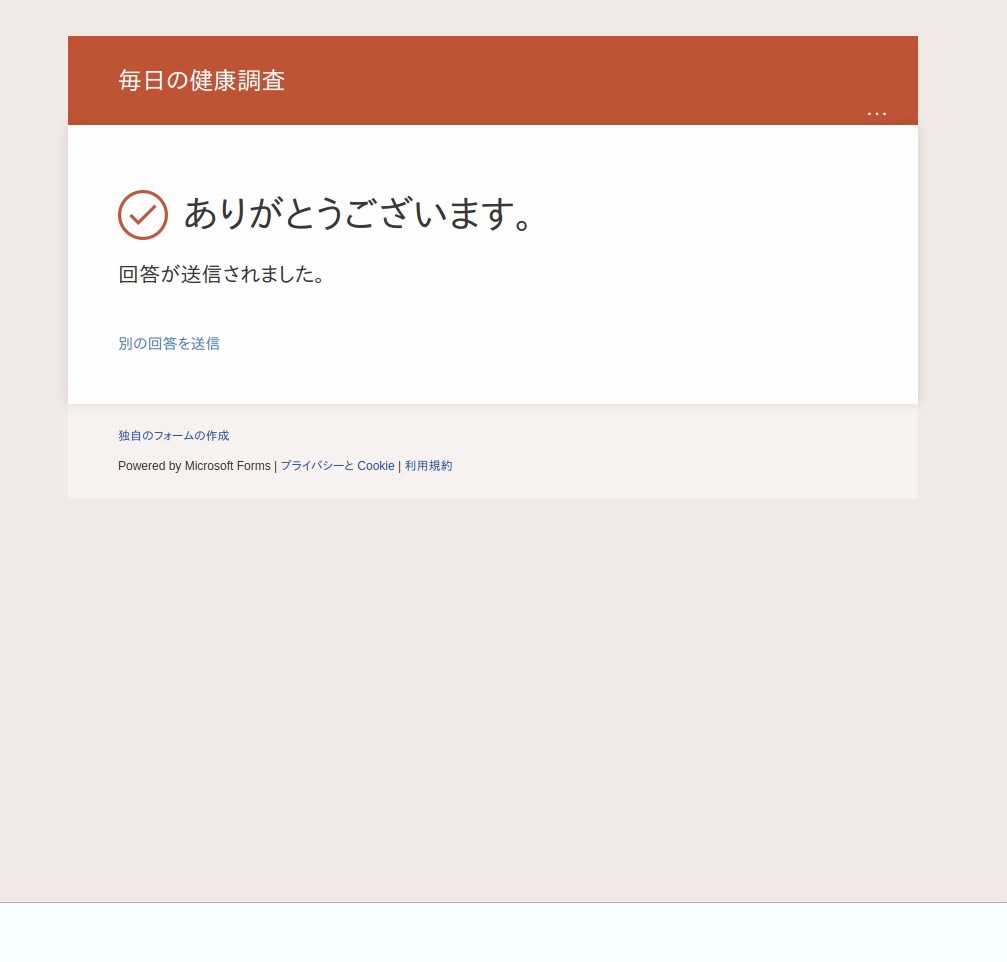 毎日の健康調査
...
ありがとうございます。
回答が送信されました。
別の回答を送信
独自のフォームの作成
Powered by Microsoft Forms | プライバシーと Cookie | 利用規約